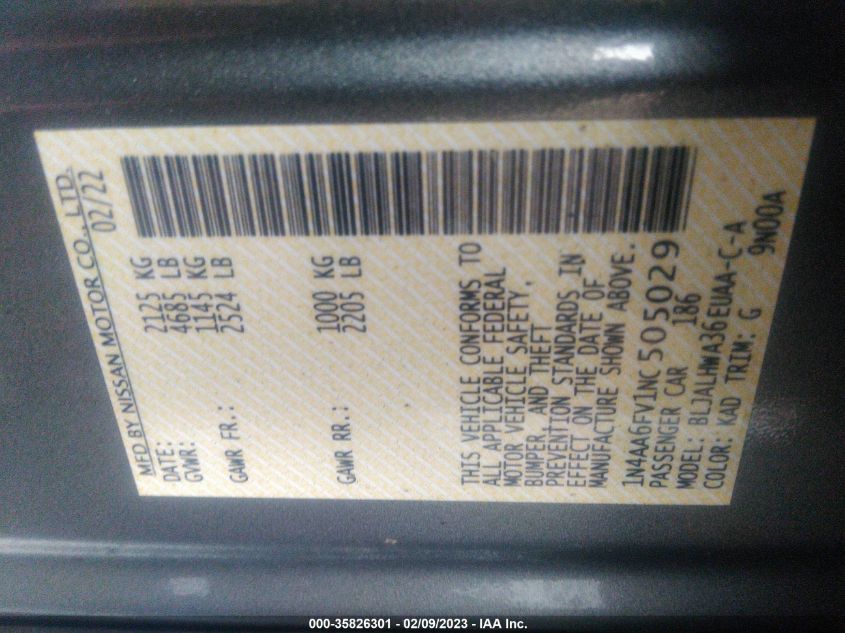 MFD BY NISSAN MOTOR CO., LTD.
DATE: 02/22
GVWR: 2125 KG
4685 LB
GAWR FR.: 1145 KG
2524 LB
GAWR RR.: 1000 KG
2205 LB
THIS VEHICLE CONFORMS TO
ALL APPLICABLE FEDERAL
MOTOR VEHICLE SAFETY,
BUMPER, AND THEFT
PREVENTION STANDARDS IN
EFFECT ON THE DATE OF
MANUFACTURE SHOWN ABOVE.
1N4AA6FV1NC505029
PASSENGER CAR 186
MODEL: BLJALHWA36EUAA-C-A
COLOR: KAD TRIM: G 9N00A
000-35826301 - 02/09/2023 - IAA Inc.